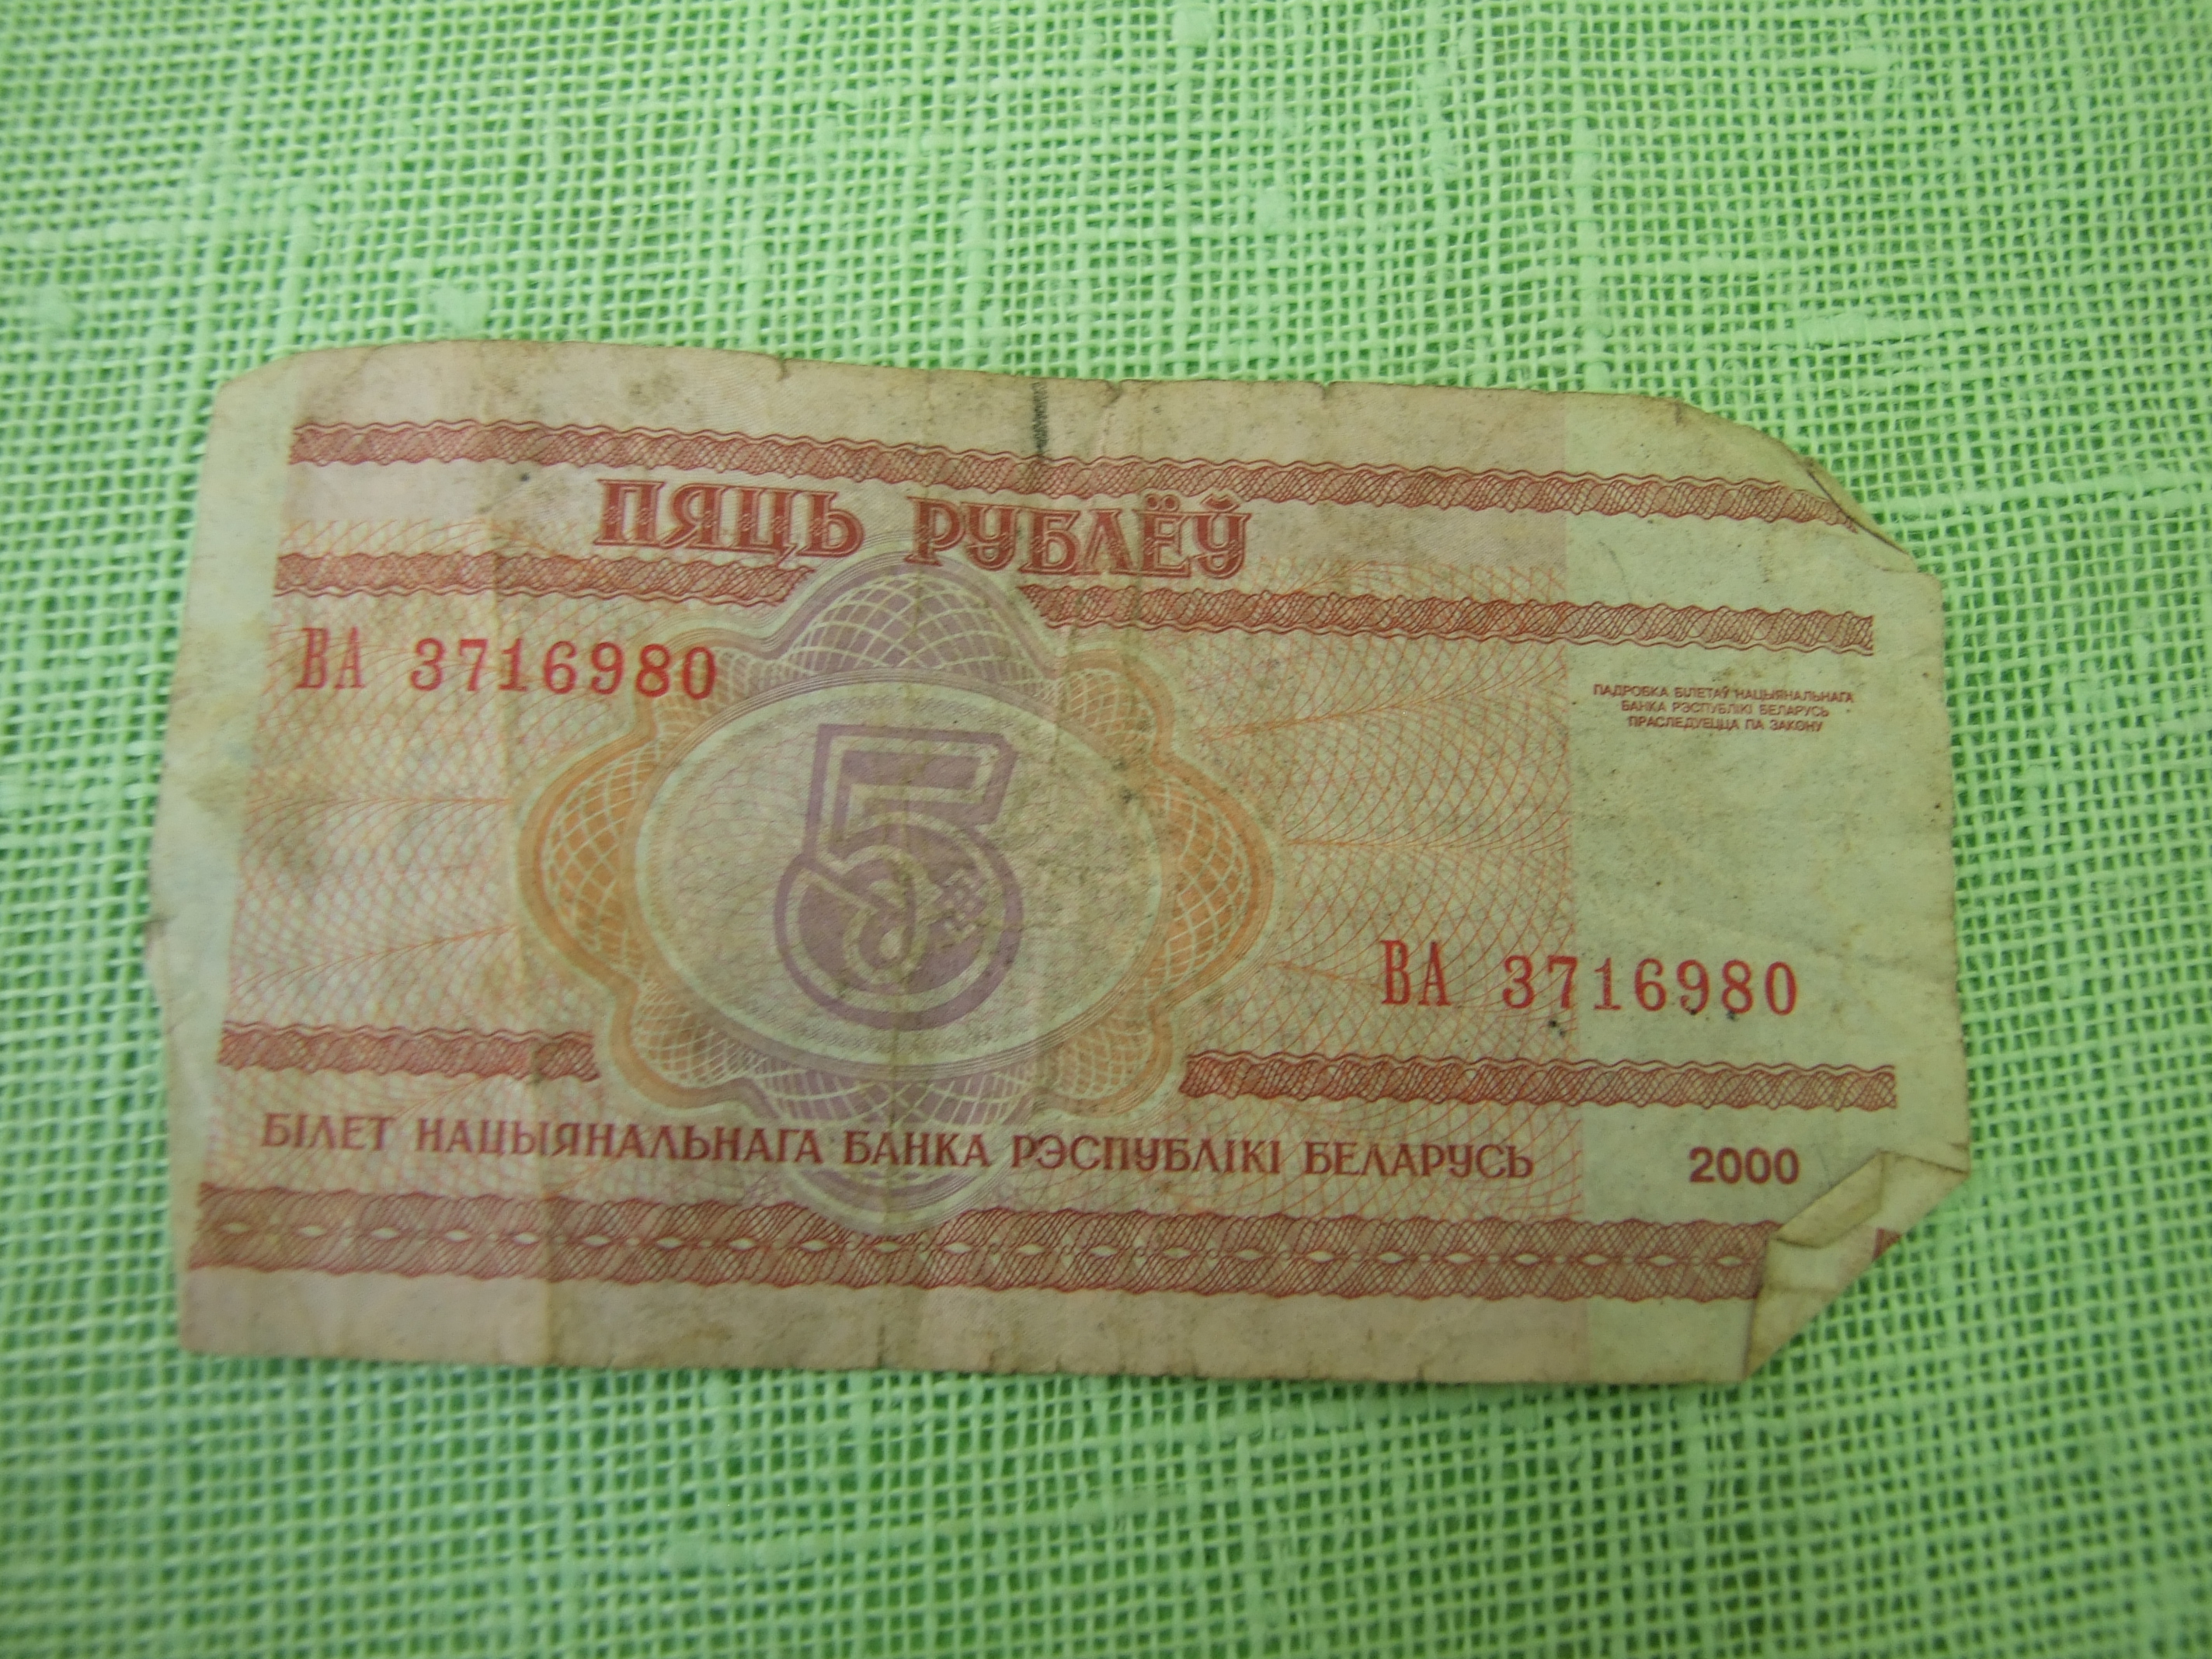 ПЯЦЬ РУБЛЁЎ
ВА 3716980
ПАДРОБКА БІЛЕТАЎ НАЦЫЯНАЛЬНАГА
БАНКА РЭСПУБЛІКІ БЕЛАРУСЬ
ПРАСЛЕДУЕЦЦА ПА ЗАКОНУ
5
ВА 3716980
БІЛЕТ НАЦЫЯНАЛЬНАГА БАНКА РЭСПУБЛІКІ БЕЛАРУСЬ
2000